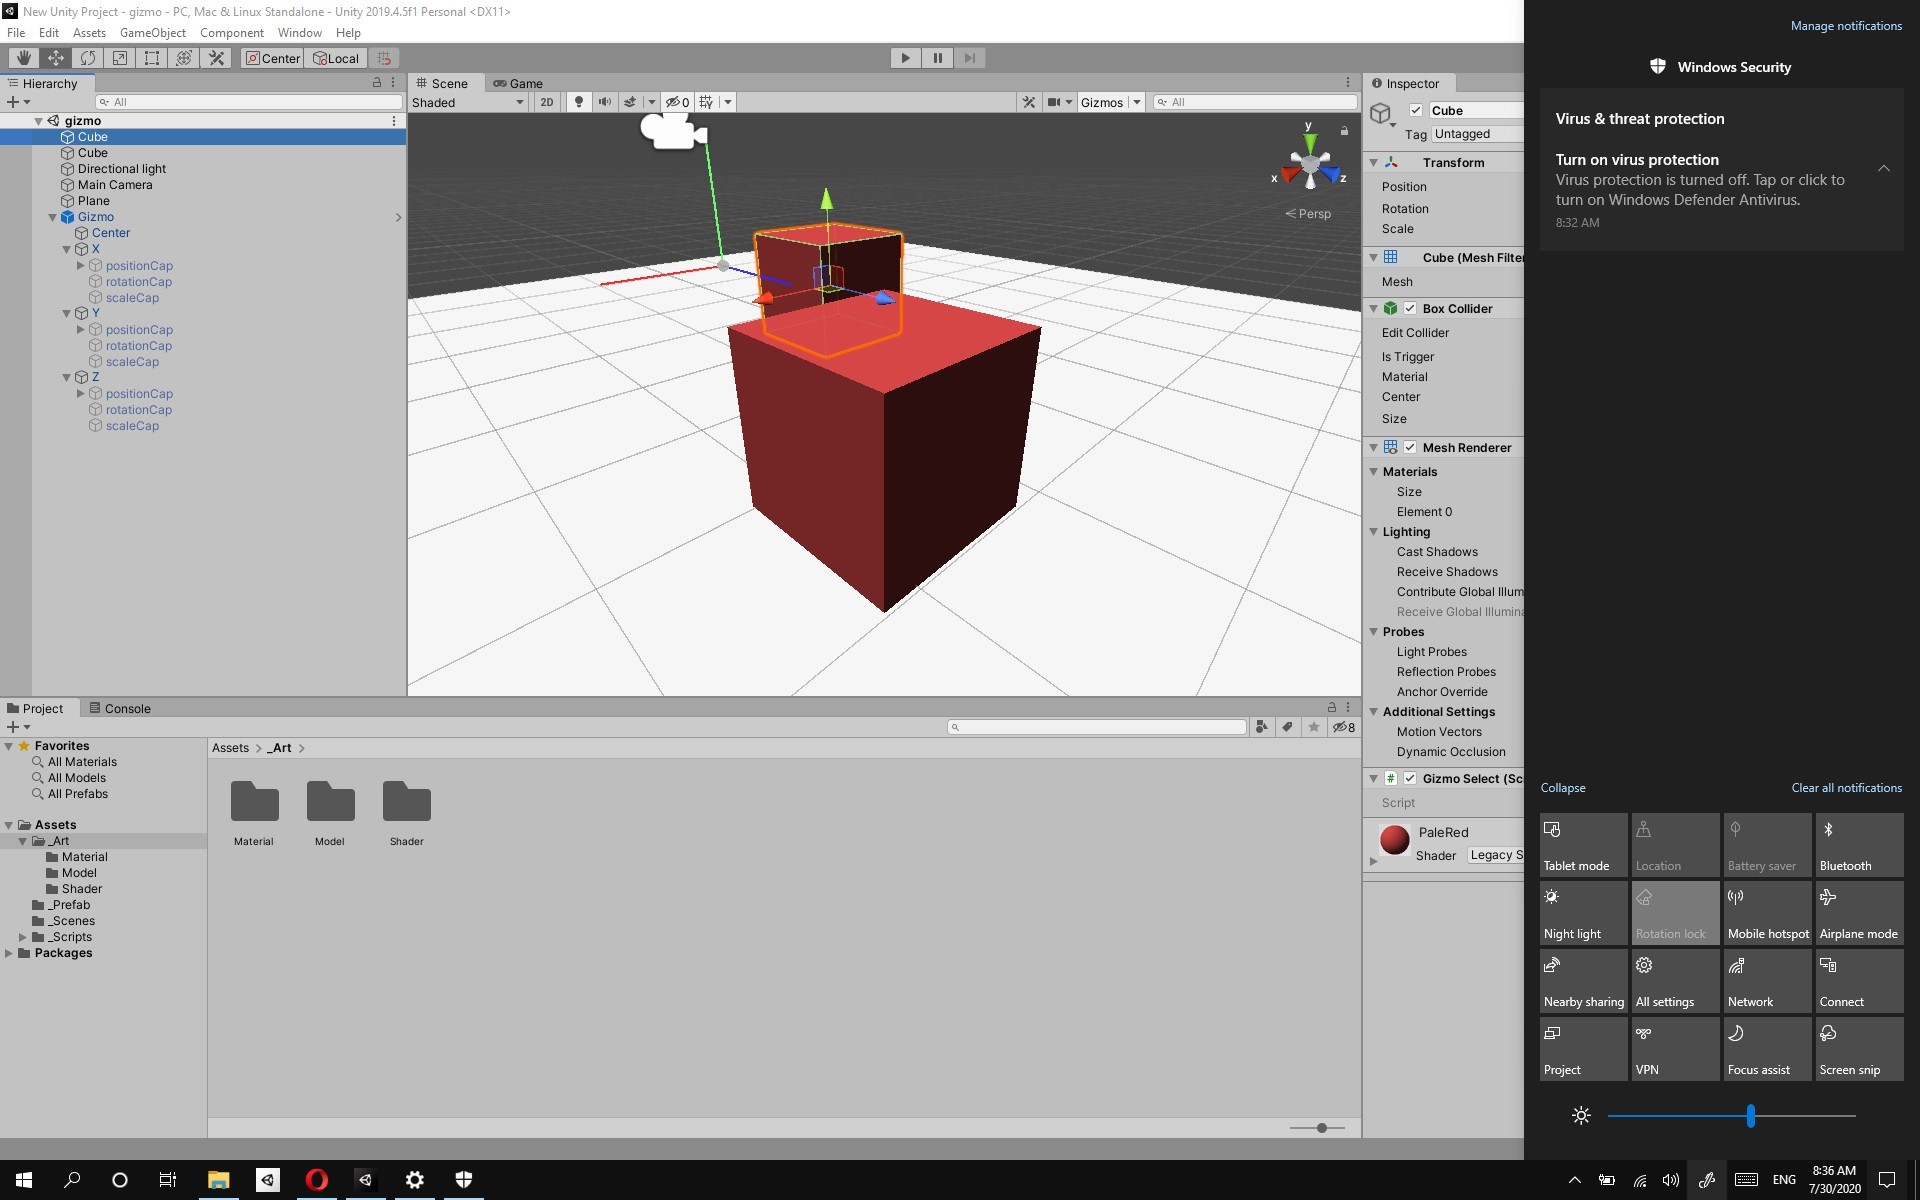 New Unity Project - gizmo - PC, Mac & Linux Standalone - Unity 2019.4.5f1 Personal <DX11>
File Edit Assets GameObject Component Window Help
Center Local
Hierarchy
All
gizmo
Cube
Cube
Directional light
Main Camera
Plane
Gizmo
Center
X
positionCap
rotationCap
scaleCap
Y
positionCap
rotationCap
scaleCap
Z
positionCap
rotationCap
scaleCap
Scene Game
Shaded 2D 0 Gizmos All
y
x z
Persp
Inspector
Cube
Tag Untagged
Transform
Position
Rotation
Scale
Cube (Mesh Filte
Mesh
Box Collider
Edit Collider
Is Trigger
Material
Center
Size
Mesh Renderer
Materials
Size
Element 0
Lighting
Cast Shadows
Receive Shadows
Contribute Global Illum
Receive Global Illumina
Probes
Light Probes
Reflection Probes
Anchor Override
Additional Settings
Motion Vectors
Dynamic Occlusion
# Gizmo Select (Sc
Script
PaleRed
Shader Legacy S
Project Console
8
Favorites
All Materials
All Models
All Prefabs
Assets
_Art
Material
Model
Shader
_Prefab
_Scenes
_Scripts
Packages
Assets > _Art >
Material Model Shader
Manage notifications
Windows Security
Virus & threat protection
Turn on virus protection
Virus protection is turned off. Tap or click to
turn on Windows Defender Antivirus.
8:32 AM
Collapse Clear all notifications
Tablet mode Location Battery saver Bluetooth
Night light Rotation lock Mobile hotspot Airplane mode
Nearby sharing All settings Network Connect
Project VPN Focus assist Screen snip
ENG
8:36 AM
7/30/2020